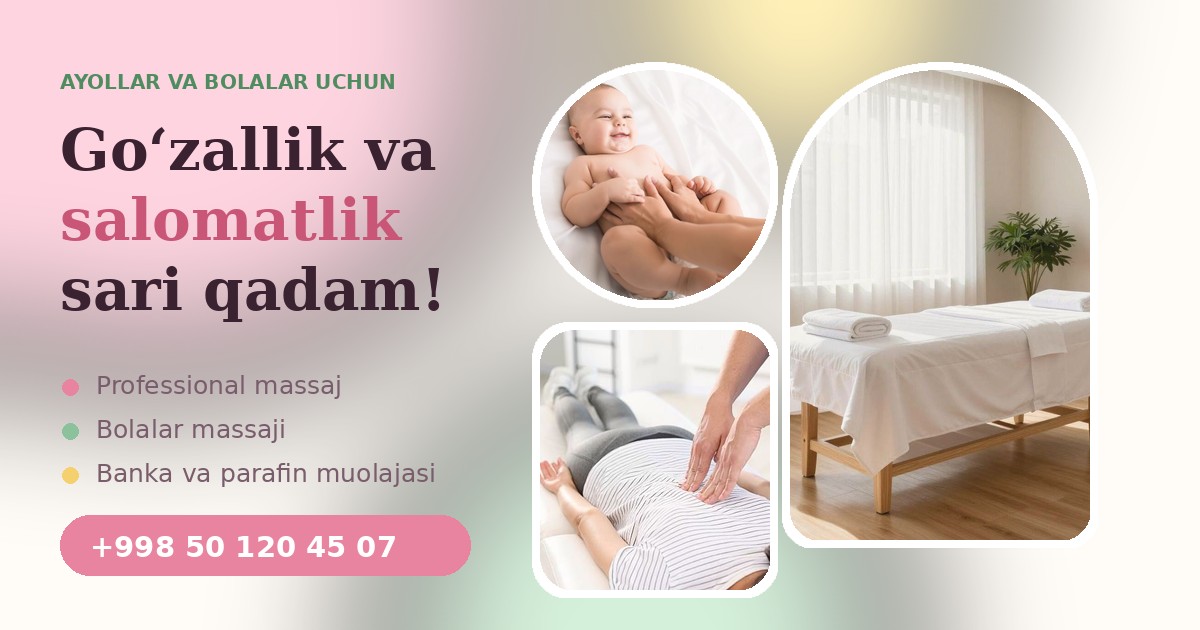 AYOLLAR VA BOLALAR UCHUN
Go‘zallik va
salomatlik
sari qadam!
Professional massaj
Bolalar massaji
Banka va parafin muolajasi
+998 50 120 45 07